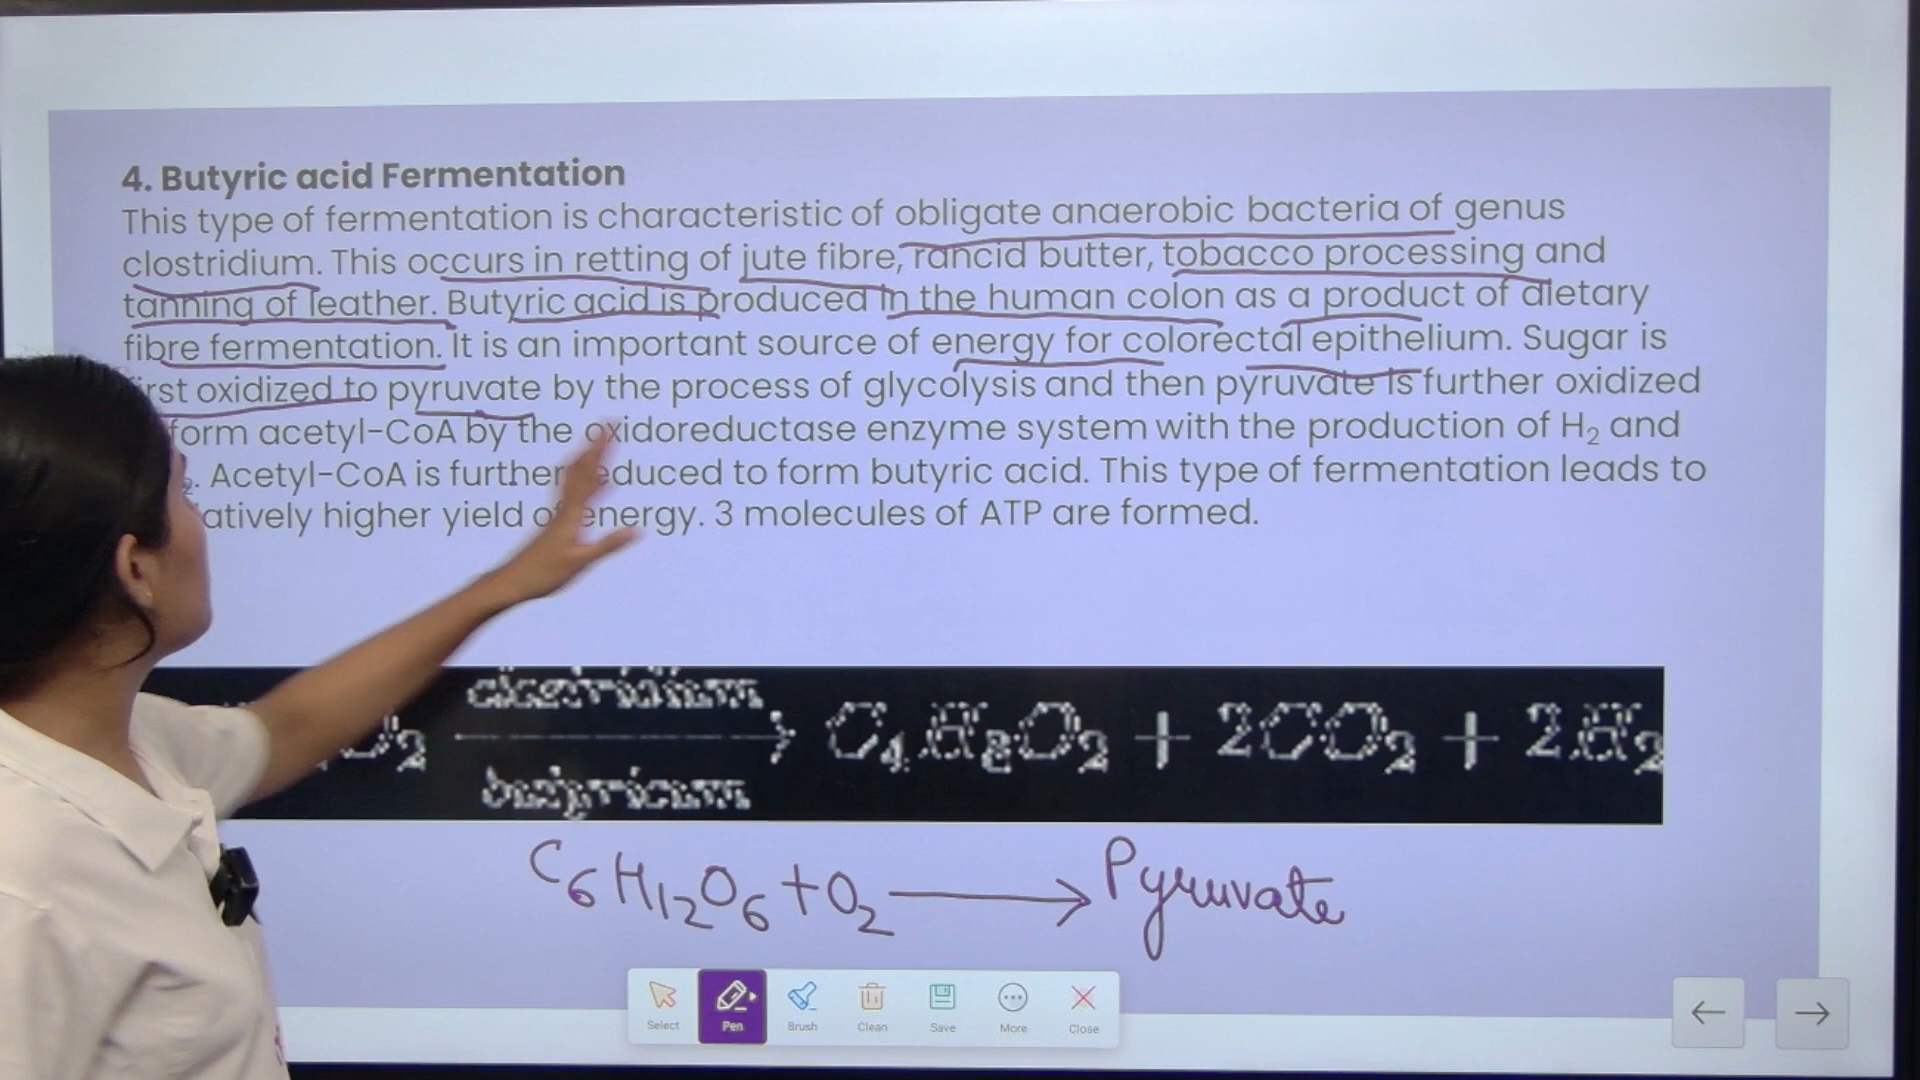 4. Butyric acid Fermentation
This type of fermentation is characteristic of obligate anaerobic bacteria of genus
clostridium. This occurs in retting of jute fibre, rancid butter, tobacco processing and
tanning of leather. Butyric acid is produced in the human colon as a product of dietary
fibre fermentation. It is an important source of energy for colorectal epithelium. Sugar is
rst oxidized to pyruvate by the process of glycolysis and then pyruvate is further oxidized
form acetyl-CoA by the oxidoreductase enzyme system with the production of H₂ and
. Acetyl-CoA is further educed to form butyric acid. This type of fermentation leads to
atively higher yield of energy. 3 molecules of ATP are formed.
clostridium
O₂ → C₄H₈O₂ + 2CO₂ + 2H₂
butyricum
C₆H₁₂O₆ + O₂ → Pyruvate
Select Pen Brush Clean Save More Close